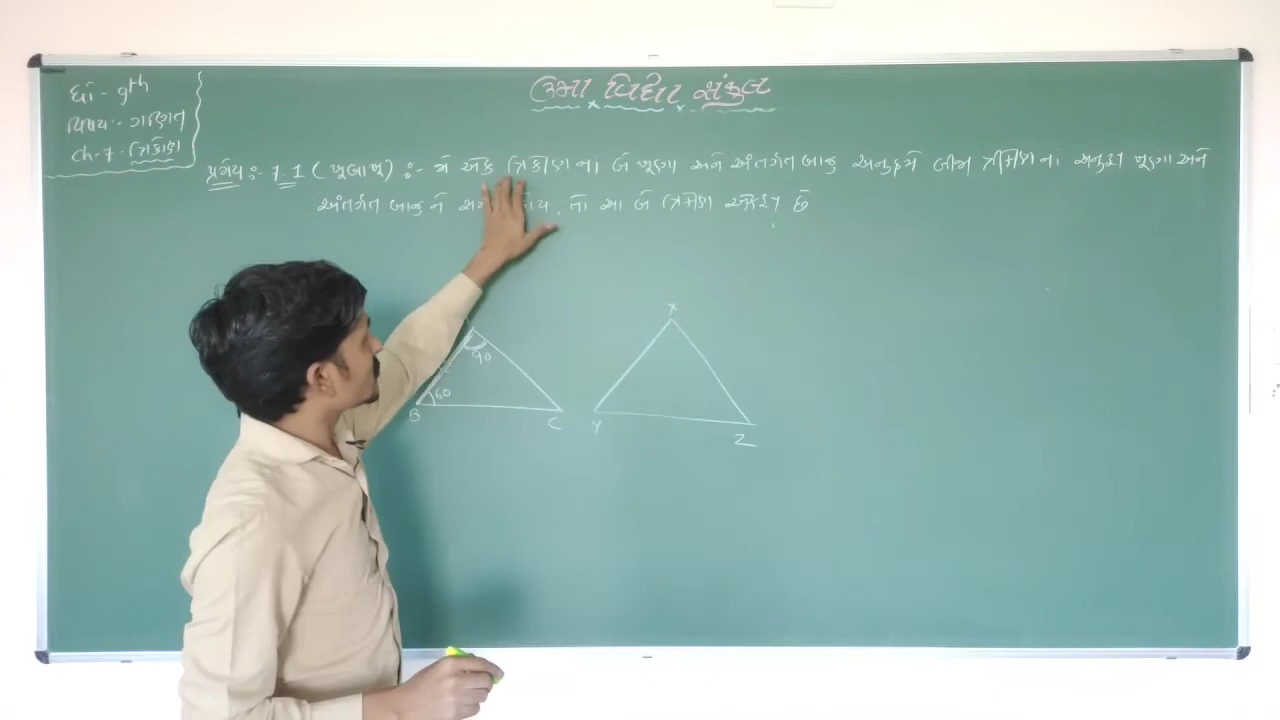 ઉમા વિદ્યા સંકુલ
ધો - 9th
વિષય :- ગણિત
Ch-7 - ત્રિકોણ
પ્રમેય :- 7.1 ( ખૂબાખૂ ) :- જો એક ત્રિકોણના બે ખૂણા અને અંતર્ગત બાજુ અનુક્રમે બીજા ત્રિકોણના અનુરૂપ ખૂણા અને
અંતર્ગત બાજુને તો આ બે ત્રિકોણ એકરૂપ છે
X
90
60
B
C
Y
Z